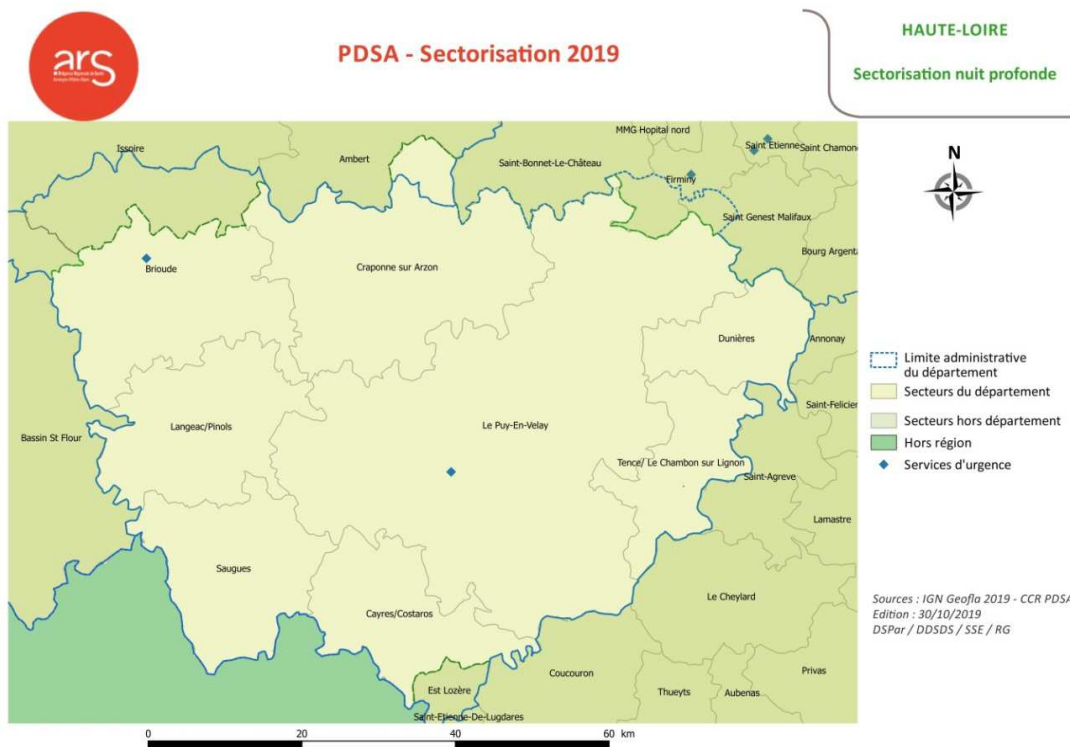 ars
PDSA - Sectorisation 2019
HAUTE-LOIRE
Sectorisation nuit profonde
Issoire
Ambert
Saint-Bonnet-Le-Château
MMG Hopital nord
Saint Etienne
Saint Chamon
Firminy
Saint Genest Malifaux
Bourg Argenta
Brioude
Craponne sur Arzon
Dunières
Annonay
Saint-Felicien
Bassin St Flour
Langeac/Pinols
Le Puy-En-Velay
Tence/ Le Chambon sur Lignon
Saint-Agreve
Lamastre
Saugues
Cayres/Costaros
Le Cheylard
Est Lozère
Coucouron
Privas
Thueyts
Aubenas
Saint-Etienne-De-Lugdares
N
Limite administrative
du département
Secteurs du département
Secteurs hors département
Hors région
Services d'urgence
Sources : IGN Geofla 2019 - CCR PDSA
Edition : 30/10/2019
DSPar / DDSDS / SSE / RG
0 20 40 60 km